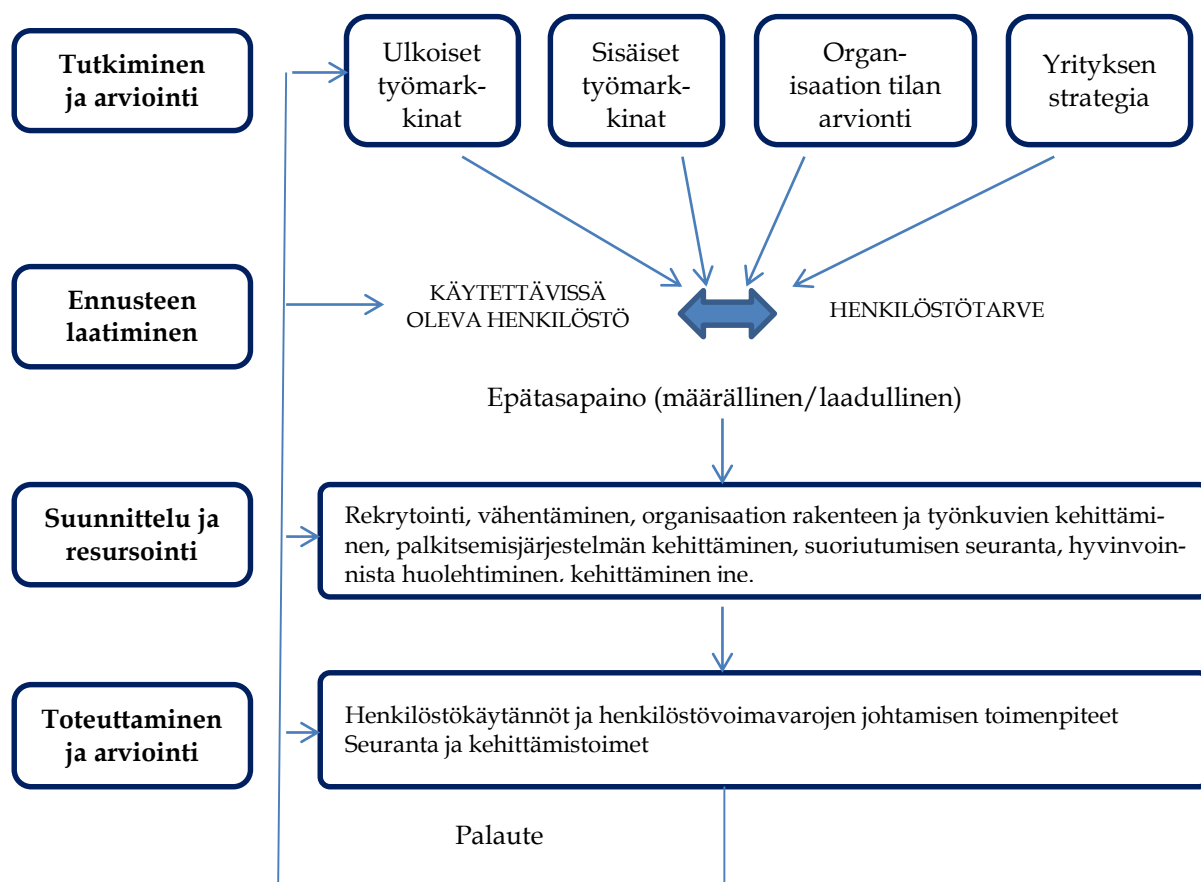 Tutkiminen
ja arviointi
Ulkoiset
työmark-
kinat
Sisäiset
työmark-
kinat
Organ-
isaation tilan
arvionti
Yrityksen
strategia
Ennusteen
laatiminen
KÄYTETTÄVISSÄ
OLEVA HENKILÖSTÖ
HENKILÖSTÖTARVE
Epätasapaino (määrällinen/laadullinen)
Suunnittelu ja
resursointi
Rekrytointi, vähentäminen, organisaation rakenteen ja työnkuvien kehittämi-
nen, palkitsemisjärjestelmän kehittäminen, suoriutumisen seuranta, hyvinvoin-
nista huolehtiminen, kehittäminen jne.
Toteuttaminen
ja arviointi
Henkilöstökäytännöt ja henkilöstövoimavarojen johtamisen toimenpiteet
Seuranta ja kehittämistoimet
Palaute